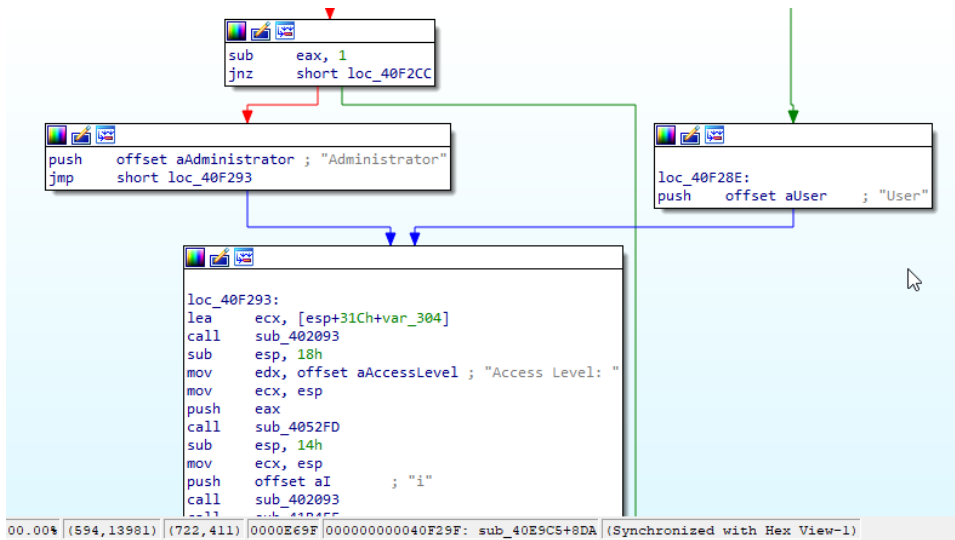 sub eax, 1
jnz short loc_40F2CC
push offset aAdministrator ; "Administrator"
jmp short loc_40F293
loc_40F28E:
push offset aUser ; "User"
loc_40F293:
lea ecx, [esp+31Ch+var_304]
call sub_402093
sub esp, 18h
mov edx, offset aAccessLevel ; "Access Level: "
mov ecx, esp
push eax
call sub_4052FD
sub esp, 14h
mov ecx, esp
push offset aI ; "i"
call sub_402093
00.00% (594,13981) (722,411) 0000E69F 000000000040F29F: sub_40E9C5+8DA (Synchronized with Hex View-1)